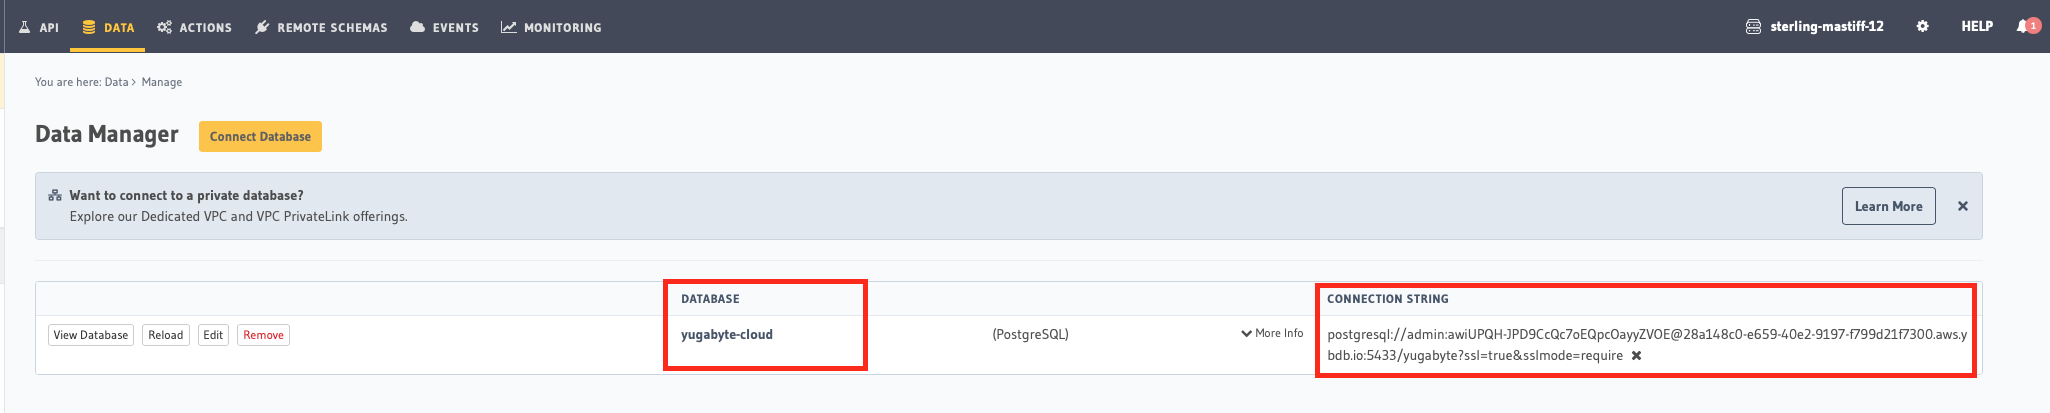 API DATA ACTIONS REMOTE SCHEMAS EVENTS MONITORING sterling-mastiff-12 HELP 1
You are here: Data > Manage
Data Manager Connect Database
Want to connect to a private database?
Explore our Dedicated VPC and VPC PrivateLink offerings.
Learn More
DATABASE CONNECTION STRING
View Database Reload Edit Remove yugabyte-cloud (PostgreSQL) More Info postgresql://admin:awiUPQH-JPD9CcQc7oEQpcOayyZVOE@28a148c0-e659-40e2-9197-f799d21f7300.aws.y
bdb.io:5433/yugabyte?ssl=true&sslmode=require